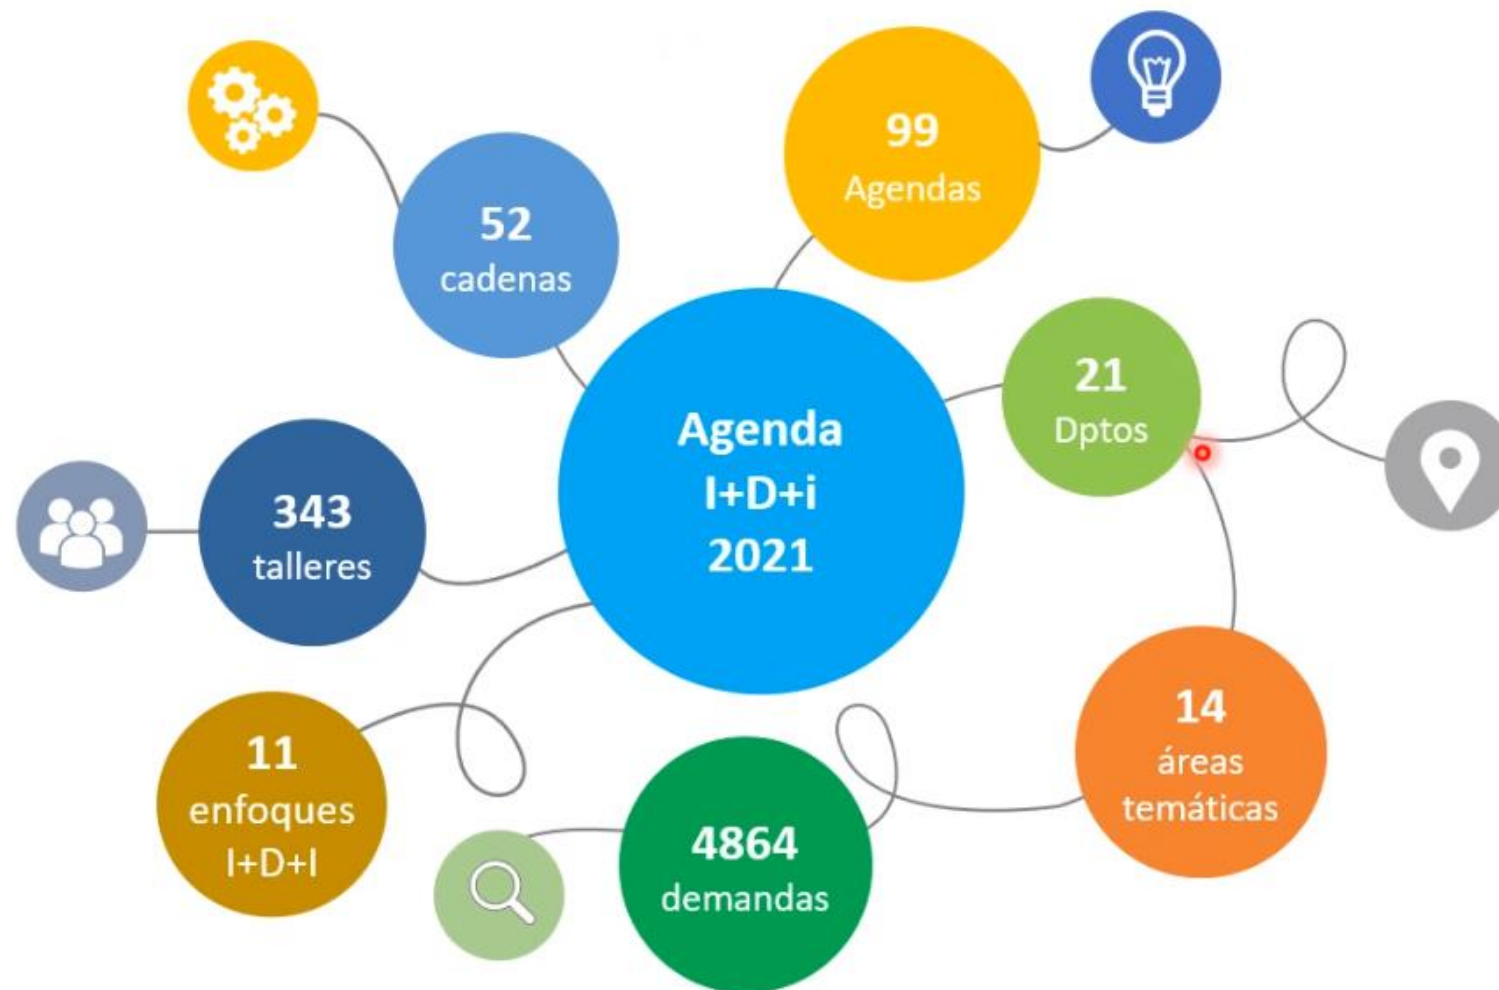 99
Agendas
52
cadenas
21
Dptos
Agenda
I+D+i
2021
343
talleres
14
áreas
temáticas
11
enfoques
I+D+I
4864
demandas